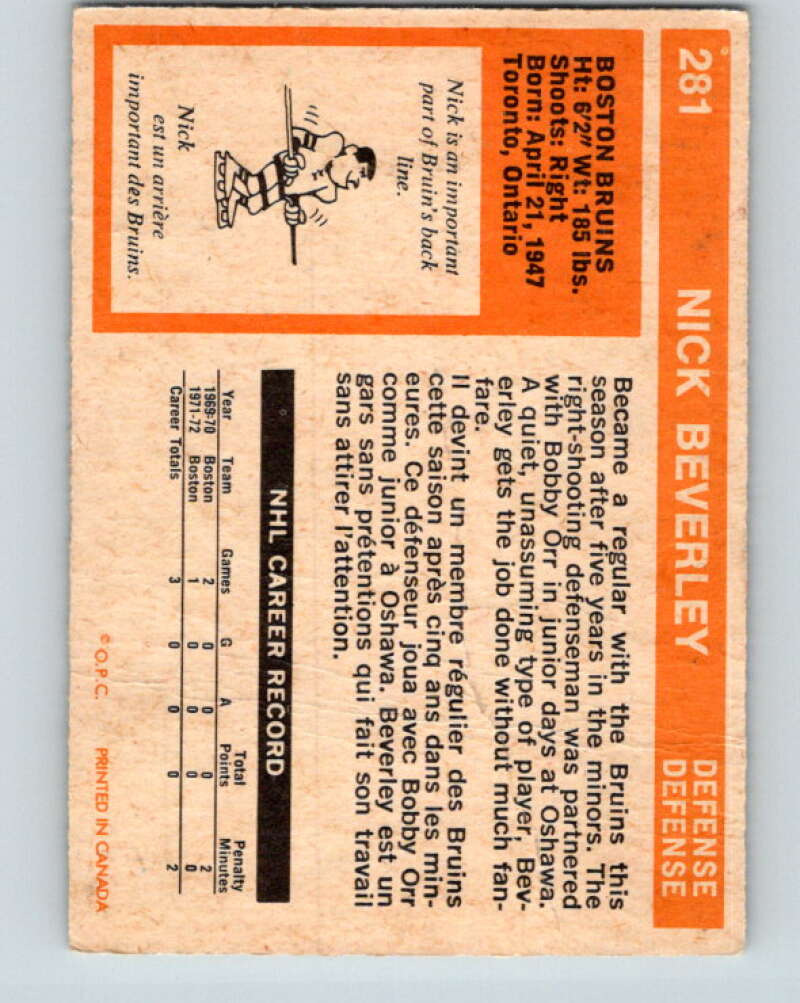 281 NICK BEVERLEY DEFENSE
DEFENSE
BOSTON BRUINS
Ht: 6'2" Wt: 185 lbs.
Shoots: Right
Born: April 21, 1947
Toronto, Ontario
Nick is an important
part of Bruin's back
line.
Nick
est un arrière
important des Bruins.
Became a regular with the Bruins this
season after five years in the minors. The
right-shooting defenseman was partnered
with Bobby Orr in junior days at Oshawa.
A quiet, unassuming type of player, Bev-
erley gets the job done without much fan-
fare.
Il devint un membre régulier des Bruins
cette saison après cinq ans dans les min-
eures. Ce défenseur joua avec Bobby Orr
comme junior à Oshawa. Beverley est un
gars sans prétentions qui fait son travail
sans attirer l'attention.
NHL CAREER RECORD
Year Team Games G A Total Points Penalty Minutes
1969-70 Boston 2 0 0 0 2
1971-72 Boston 1 0 0 0 0
Career Totals 3 0 0 0 2
© O.P.C. PRINTED IN CANADA